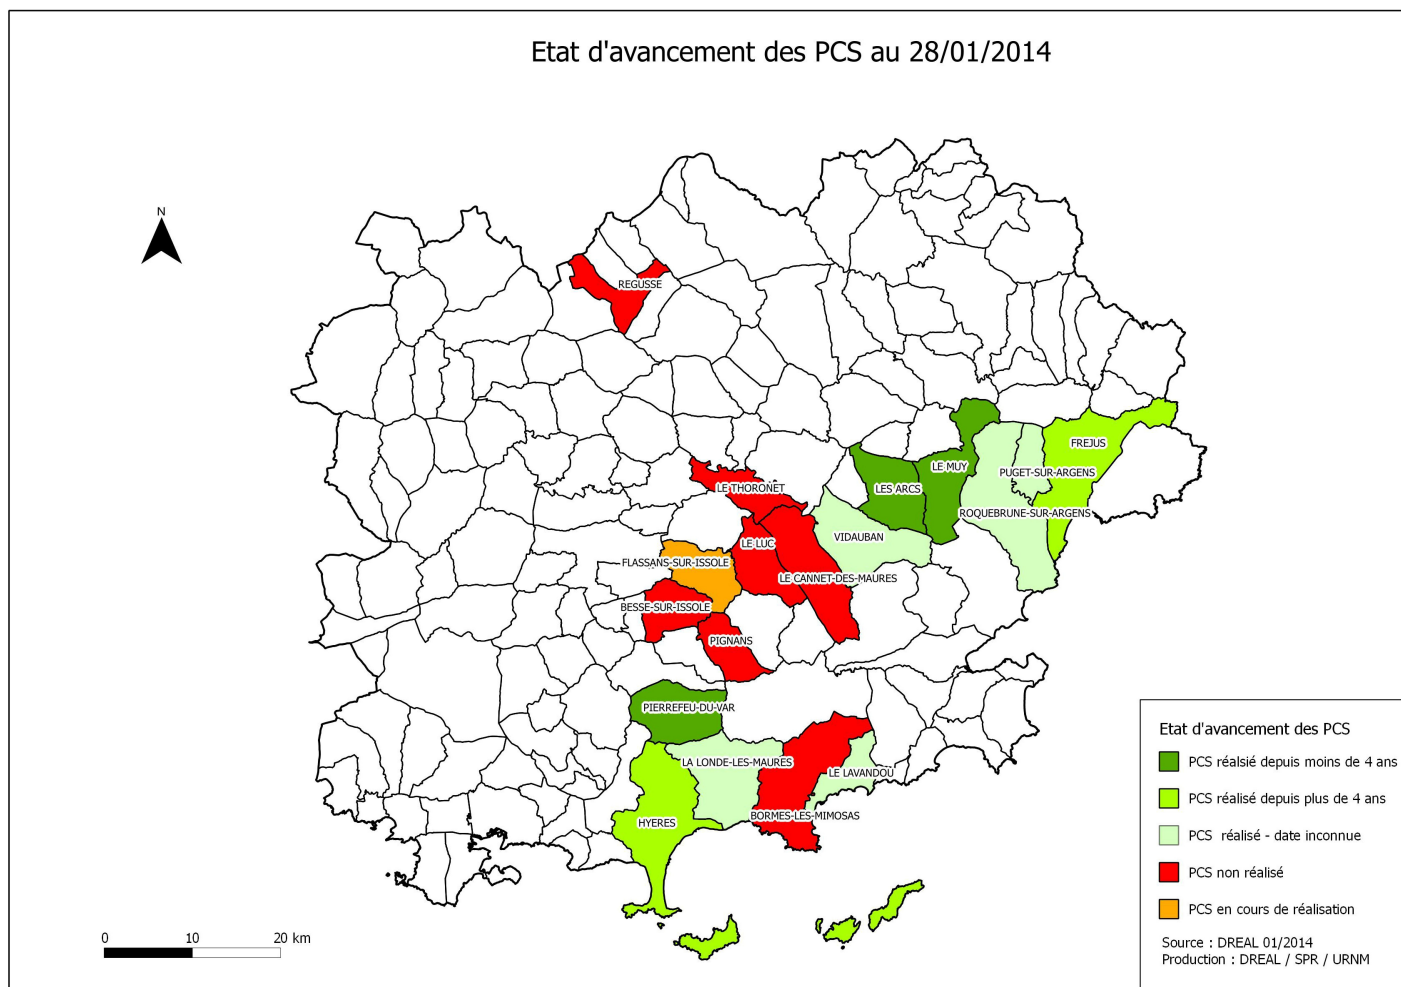 Etat d'avancement des PCS au 28/01/2014
N
REGUSSE
FREJUS
LE MUY
PUGET-SUR-ARGENS
LES ARCS
LE THORONET
ROQUEBRUNE-SUR-ARGENS
VIDAUBAN
LE LUC
FLASSANS-SUR-ISSOLE
LE CANNET-DES-MAURES
BESSE-SUR-ISSOLE
PIGNANS
PIERREFEU-DU-VAR
LA LONDE-LES-MAURES
LE LAVANDOU
BORMES-LES-MIMOSAS
HYERES
0 10 20 km
Etat d'avancement des PCS
PCS réalsié depuis moins de 4 ans
PCS réalisé depuis plus de 4 ans
PCS réalisé - date inconnue
PCS non réalisé
PCS en cours de réalisation
Source : DREAL 01/2014
Production : DREAL / SPR / URNM